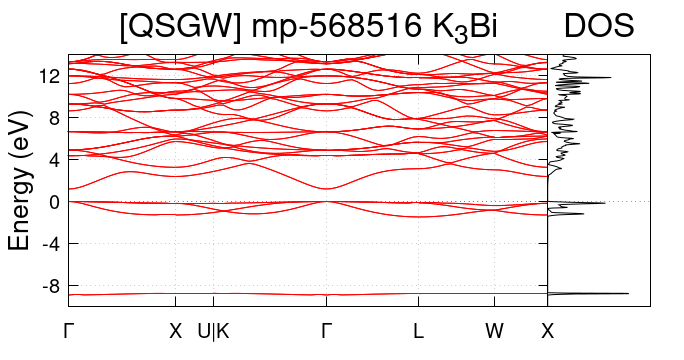 [QSGW] mp-568516 K₃Bi DOS
Energy (eV)
12
8
4
0
-4
-8
Γ X U|K Γ L W X